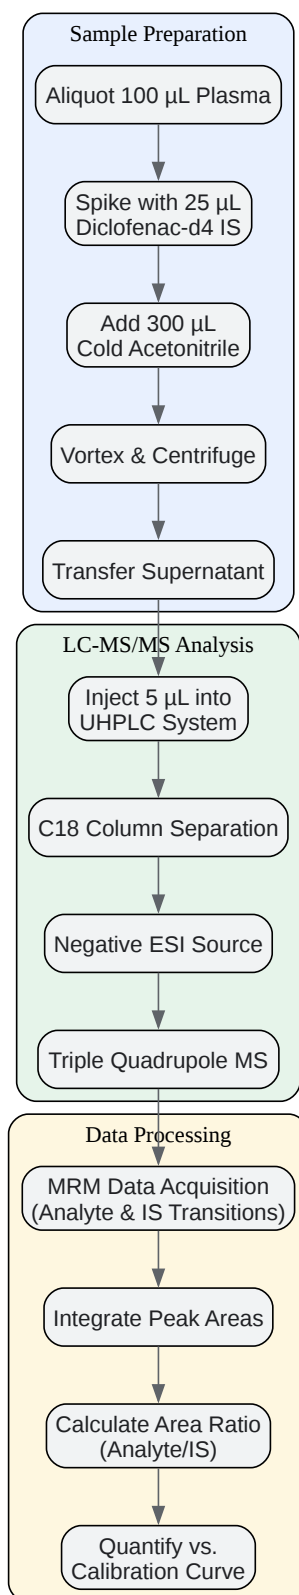 Sample Preparation
Aliquot 100 µL Plasma
Spike with 25 µL
Diclofenac-d4 IS
Add 300 µL
Cold Acetonitrile
Vortex & Centrifuge
Transfer Supernatant
LC-MS/MS Analysis
Inject 5 µL into
UHPLC System
C18 Column Separation
Negative ESI Source
Triple Quadrupole MS
Data Processing
MRM Data Acquisition
(Analyte & IS Transitions)
Integrate Peak Areas
Calculate Area Ratio
(Analyte/IS)
Quantify vs.
Calibration Curve